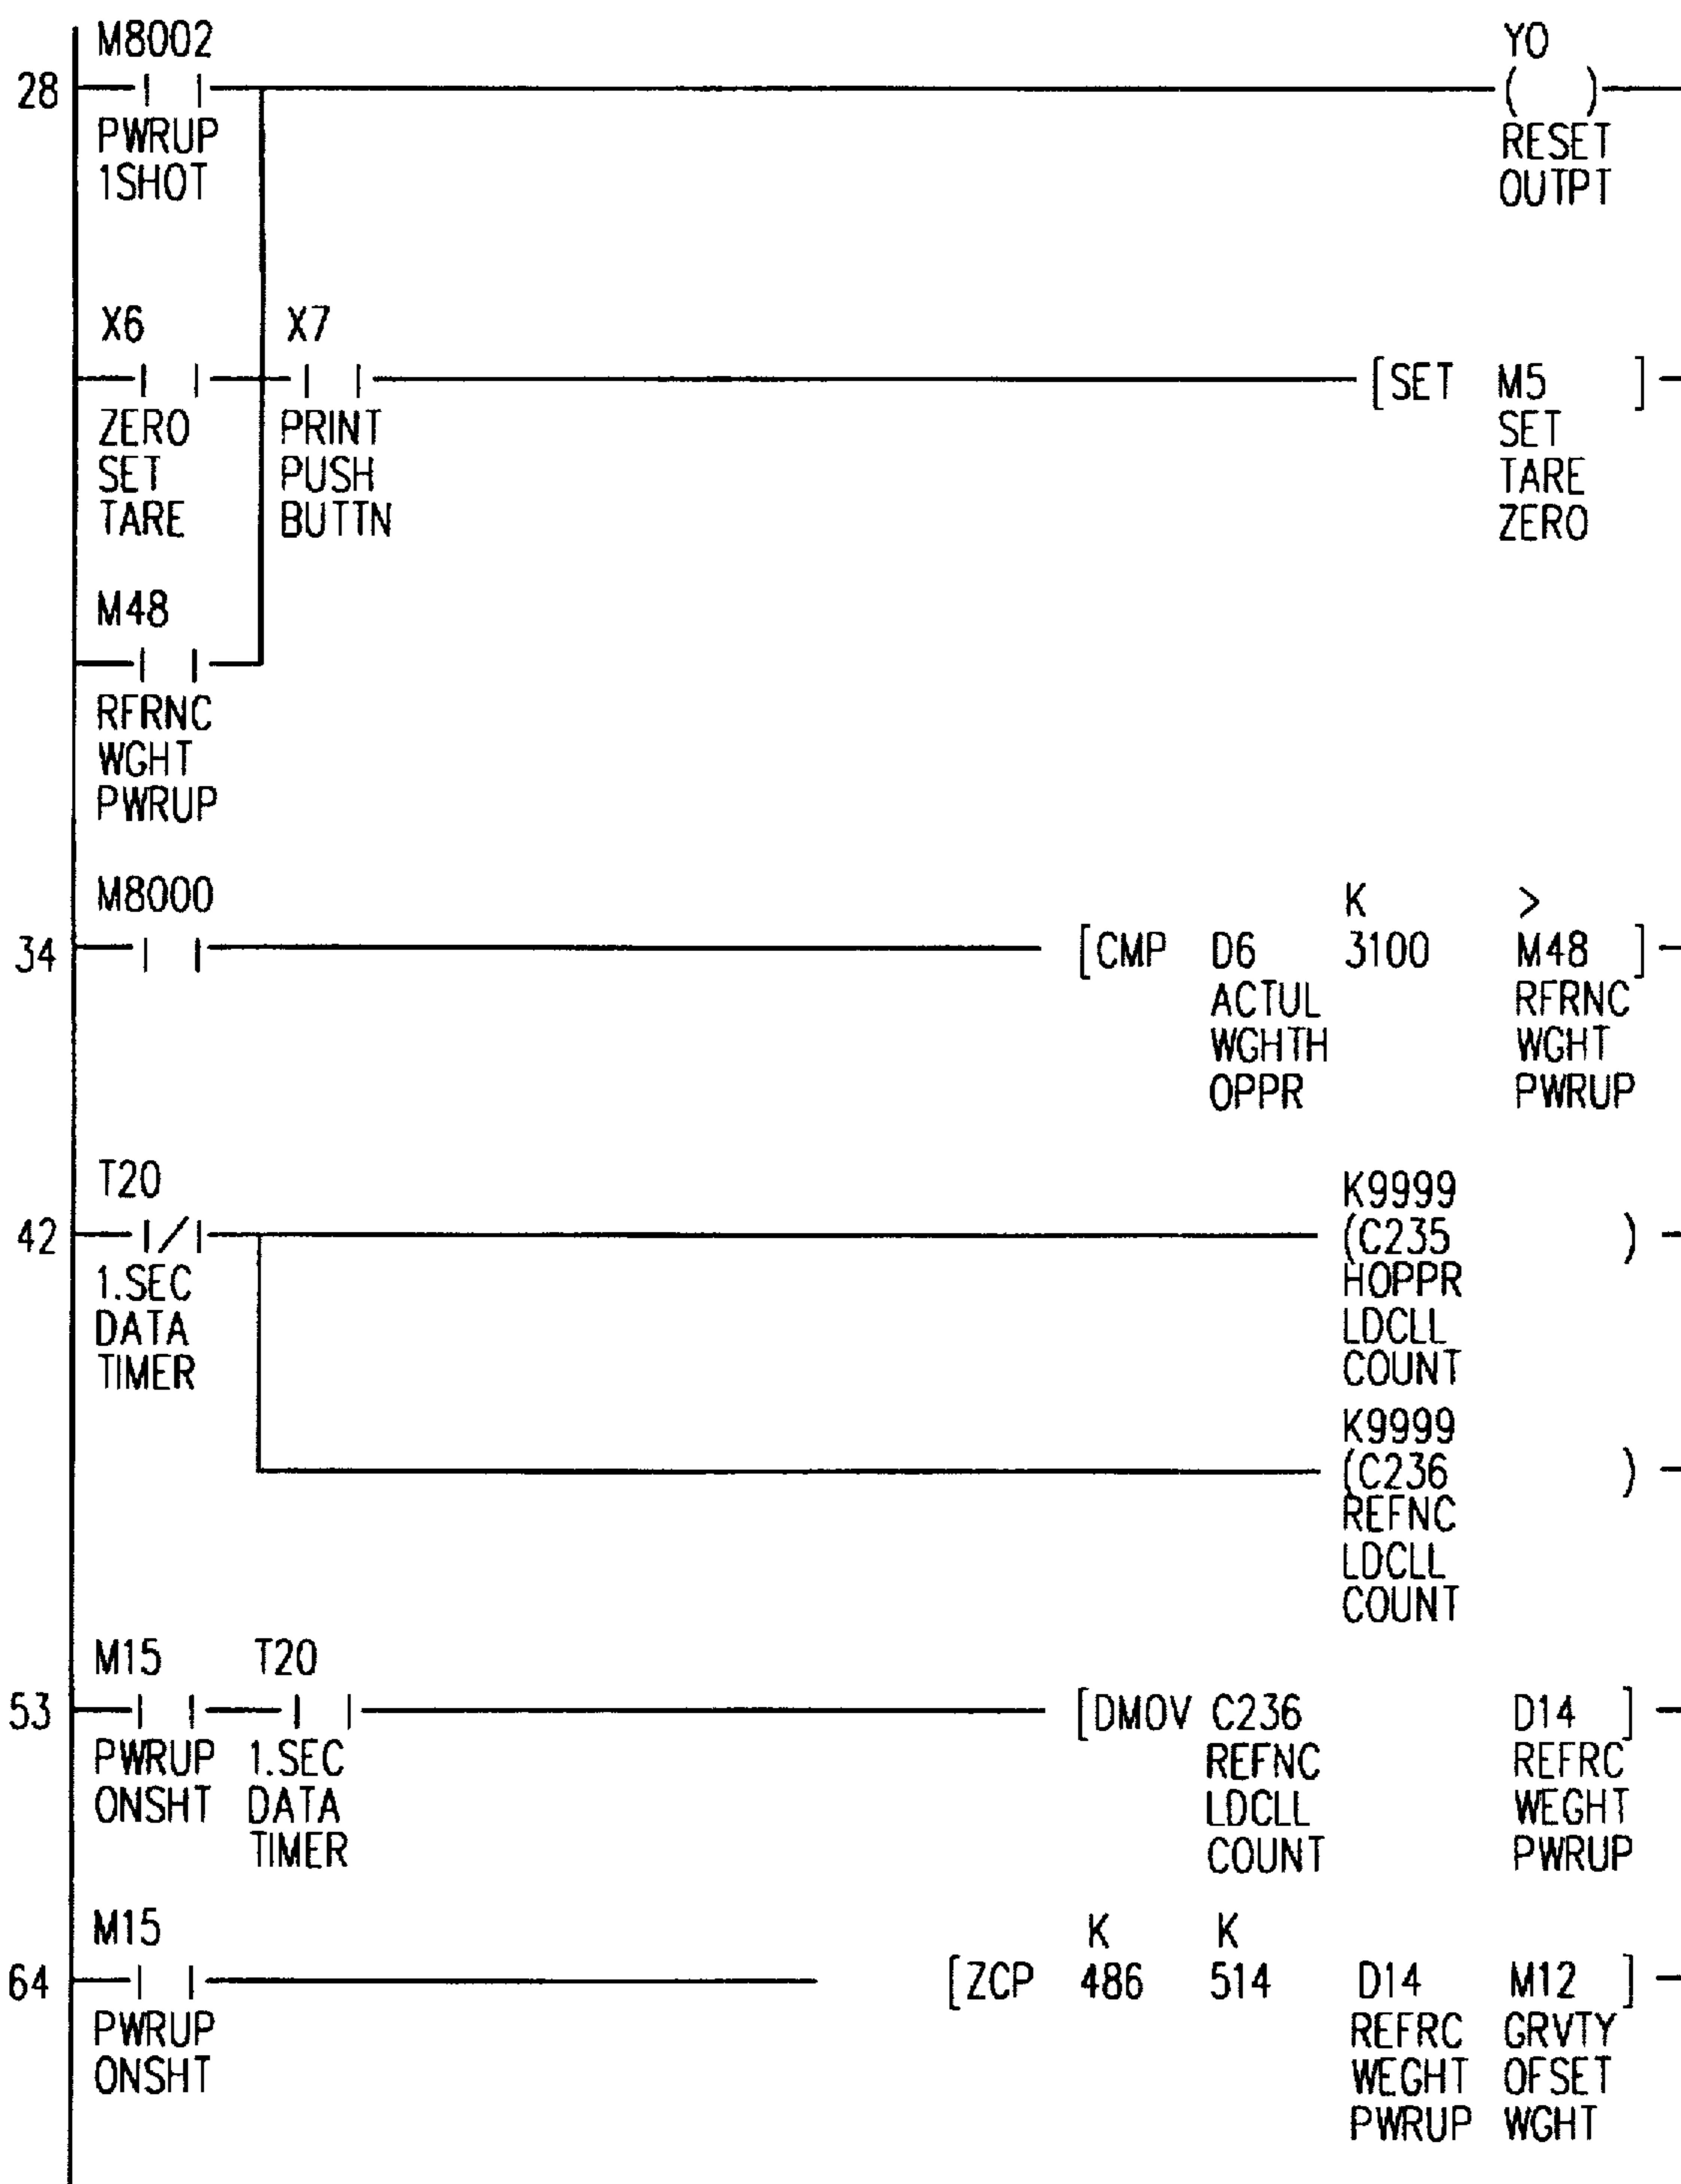 M8002 Y0
28 ( )
PWRUP RESET
1SHOT OUTPT
X6 X7
[SET M5 ]
ZERO PRINT SET
SET PUSH TARE
TARE BUTTN ZERO
M48
RFRNC
WGHT
PWRUP
M8000 K >
34 [CMP D6 3100 M48 ]
ACTUL RFRNC
WGHTH WGHT
OPPR PWRUP
T20 K9999
42 (C235 )
1.SEC HOPPR
DATA LDCLL
TIMER COUNT
K9999
(C236 )
REFNC
LDCLL
COUNT
M15 T20
53 [DMOV C236 D14 ]
PWRUP 1.SEC REFNC REFRC
ONSHT DATA LDCLL WEGHT
TIMER COUNT PWRUP
M15 K K
64 [ZCP 486 514 D14 M12 ]
PWRUP REFRC GRVTY
ONSHT WEGHT OFSET
PWRUP WGHT